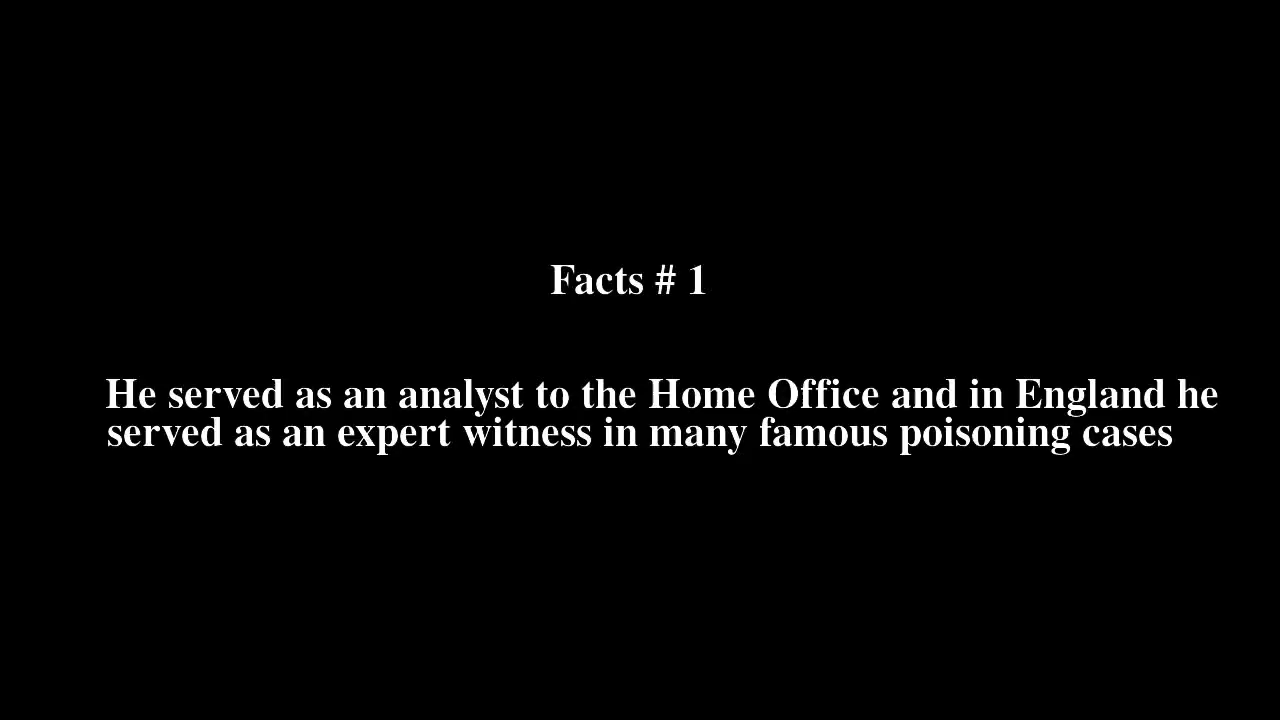 Facts # 1
He served as an analyst to the Home Office and in England he
served as an expert witness in many famous poisoning cases